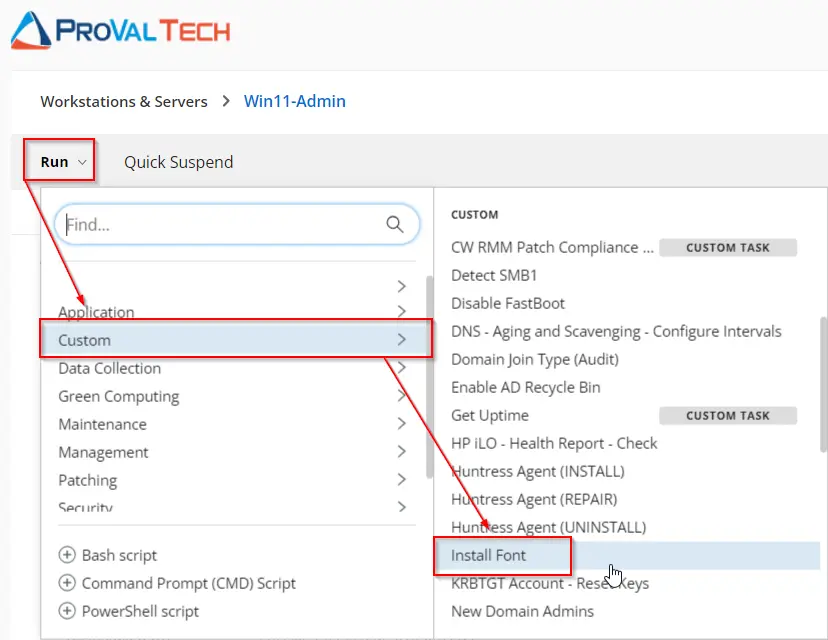 PROVAL TECH
Workstations & Servers > Win11-Admin
Run Quick Suspend
Find...
Application
Custom
Data Collection
Green Computing
Maintenance
Management
Patching
Security
Bash script
Command Prompt (CMD) Script
PowerShell script
CUSTOM
CW RMM Patch Compliance ... CUSTOM TASK
Detect SMB1
Disable FastBoot
DNS - Aging and Scavenging - Configure Intervals
Domain Join Type (Audit)
Enable AD Recycle Bin
Get Uptime CUSTOM TASK
HP iLO - Health Report - Check
Huntress Agent (INSTALL)
Huntress Agent (REPAIR)
Huntress Agent (UNINSTALL)
Install Font
KRBTGT Account - Reset Keys
New Domain Admins